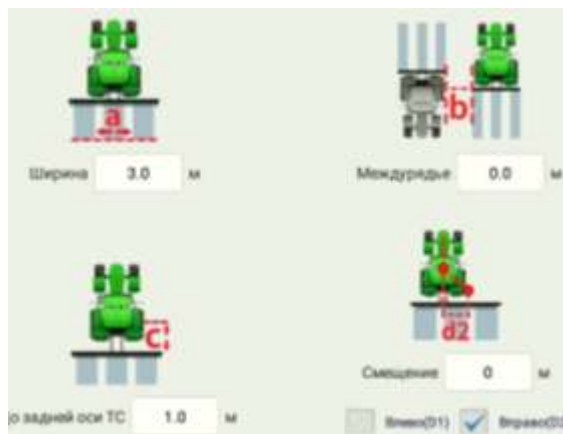 a
b
Ширина 3.0 м
Междурядье 0.0 м
c
d2
Смещение 0 м
до задней оси ТС 1.0 м
Влево(D1) Вправо(D2